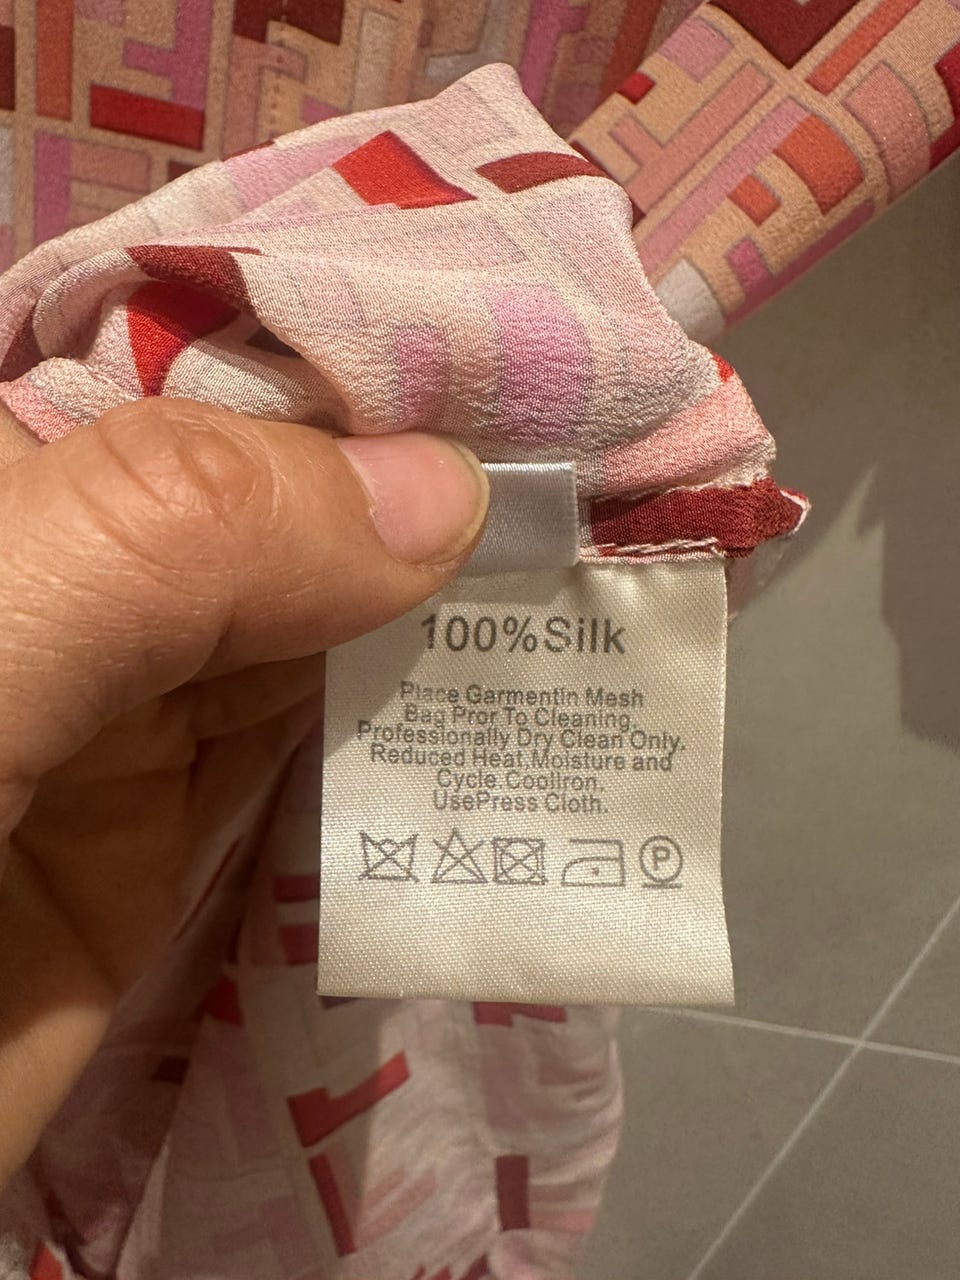 100%Silk
Place Garmentin Mesh
Bag Pror To Cleaning,
Professionally Dry Clean Only.
Reduced Heat,Moisture and
Cycle.CoolIron.
UsePress Cloth.
P